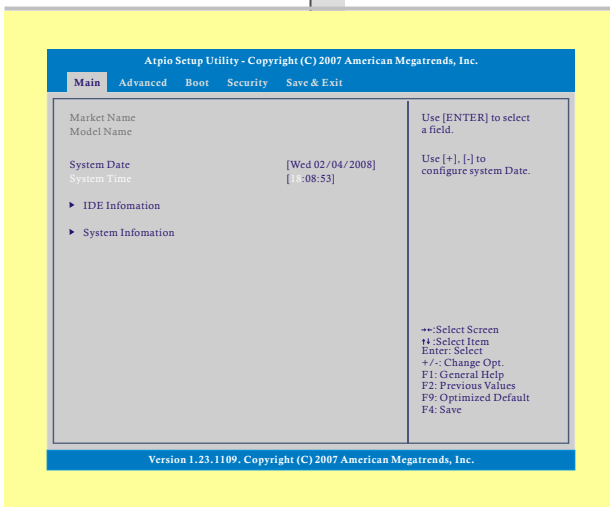 Atpio Setup Utility - Copyright (C) 2007 American Megatrends, Inc.
Main Advanced Boot Security Save & Exit
Market Name
Model Name
System Date [Wed 02/04/2008]
System Time [18:08:53]
▶ IDE Infomation
▶ System Infomation
Use [ENTER] to select
a field.
Use [+], [-] to
configure system Date.
→←:Select Screen
↑↓:Select Item
Enter: Select
+/-: Change Opt.
F1: General Help
F2: Previous Values
F9: Optimized Default
F4: Save
Version 1.23.1109. Copyright (C) 2007 American Megatrends, Inc.